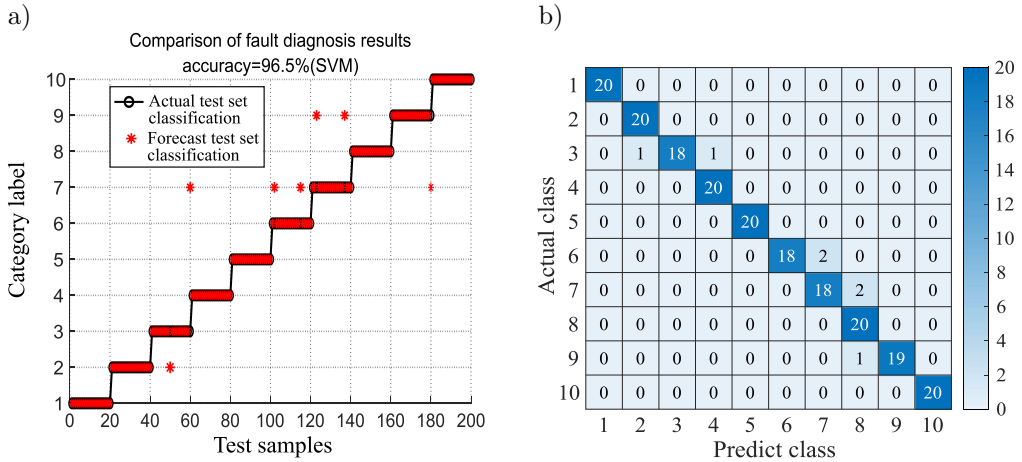 a)
Comparison of fault diagnosis results
accuracy=96.5%(SVM)
10
9
8
7
6
5
4
3
2
1
Category label
Actual test set
classification
Forecast test set
classification
0 20 40 60 80 100 120 140 160 180 200
Test samples
b)
Actual class
1 20 0 0 0 0 0 0 0 0 0
2 0 20 0 0 0 0 0 0 0 0
3 0 1 18 1 0 0 0 0 0 0
4 0 0 0 20 0 0 0 0 0 0
5 0 0 0 0 20 0 0 0 0 0
6 0 0 0 0 0 18 2 0 0 0
7 0 0 0 0 0 0 18 2 0 0
8 0 0 0 0 0 0 0 20 0 0
9 0 0 0 0 0 0 0 1 19 0
10 0 0 0 0 0 0 0 0 0 20
1 2 3 4 5 6 7 8 9 10
Predict class
20
18
16
14
12
10
8
6
4
2
0